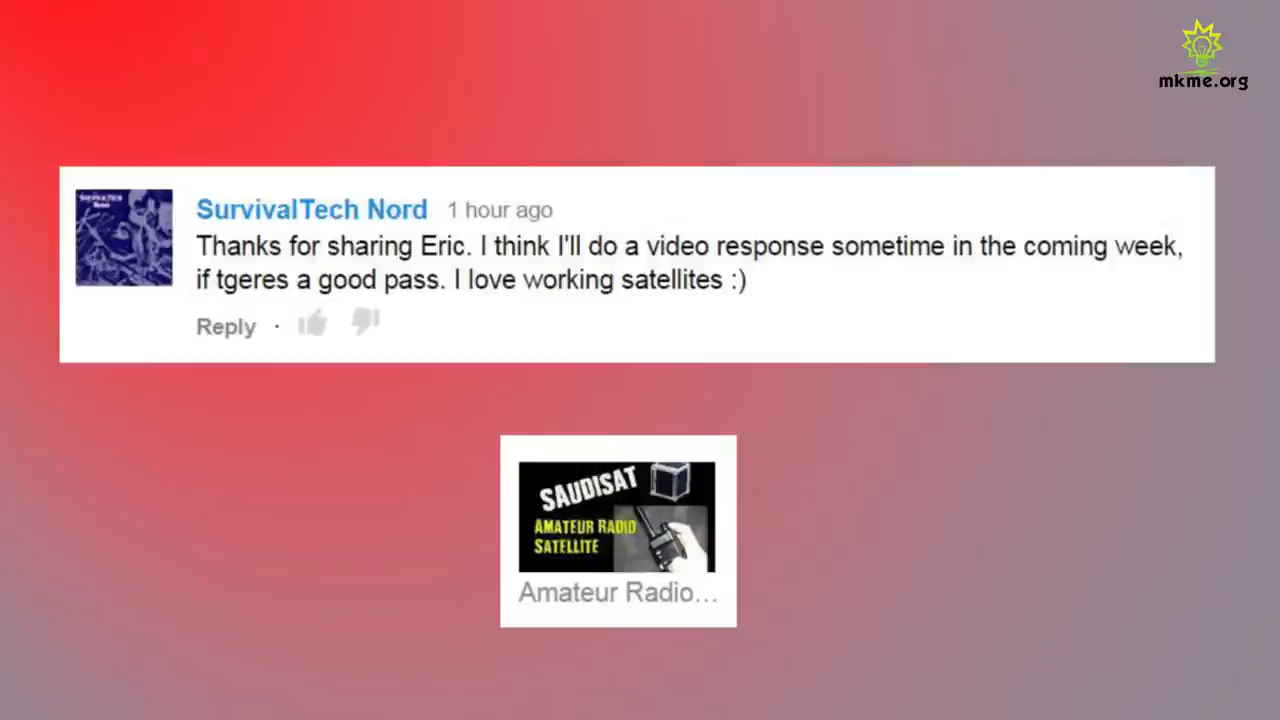 mkme.org
SurvivalTech Nord 1 hour ago
Thanks for sharing Eric. I think I'll do a video response sometime in the coming week,
if tgeres a good pass. I love working satellites :)
Reply ·
SAUDISAT
AMATEUR RADIO
SATELLITE
Amateur Radio...